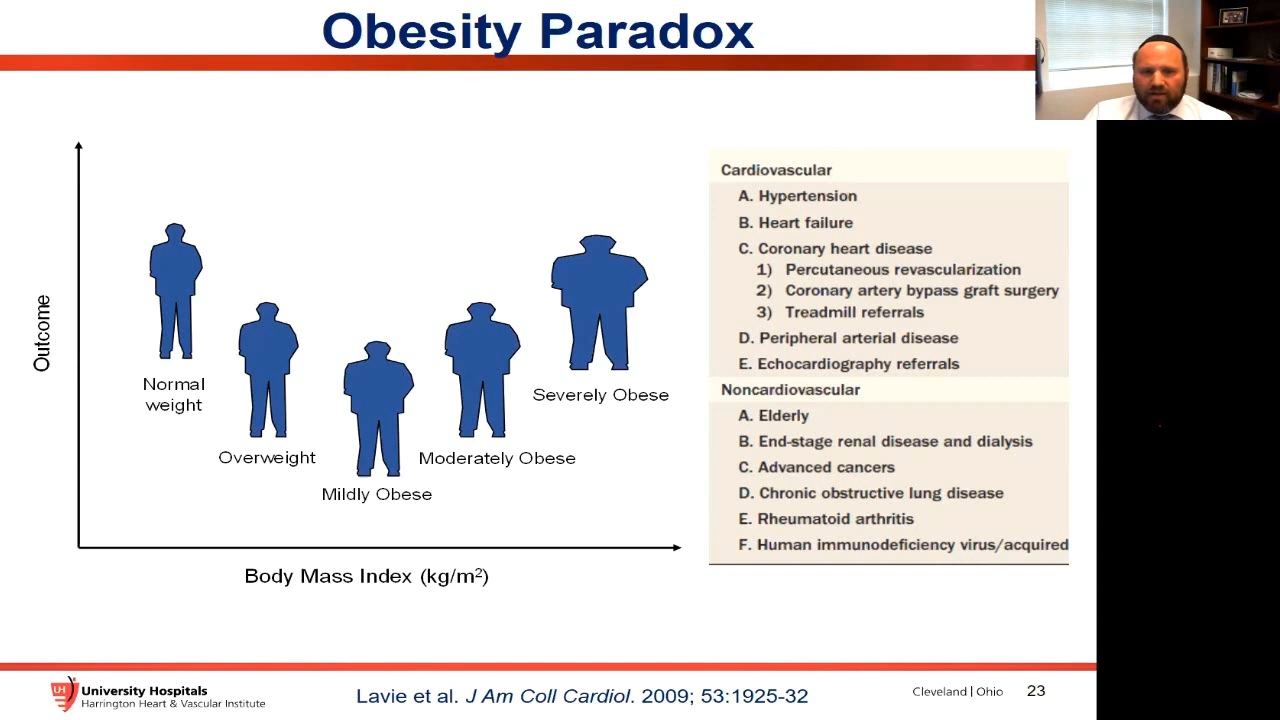 Obesity Paradox
Outcome
Normal
weight
Overweight
Mildly Obese
Moderately Obese
Severely Obese
Body Mass Index (kg/m²)
Cardiovascular
A. Hypertension
B. Heart failure
C. Coronary heart disease
1) Percutaneous revascularization
2) Coronary artery bypass graft surgery
3) Treadmill referrals
D. Peripheral arterial disease
E. Echocardiography referrals
Noncardiovascular
A. Elderly
B. End-stage renal disease and dialysis
C. Advanced cancers
D. Chronic obstructive lung disease
E. Rheumatoid arthritis
F. Human immunodeficiency virus/acquired
UH
University Hospitals
Harrington Heart & Vascular Institute
Lavie et al. J Am Coll Cardiol. 2009; 53:1925-32
Cleveland | Ohio
23